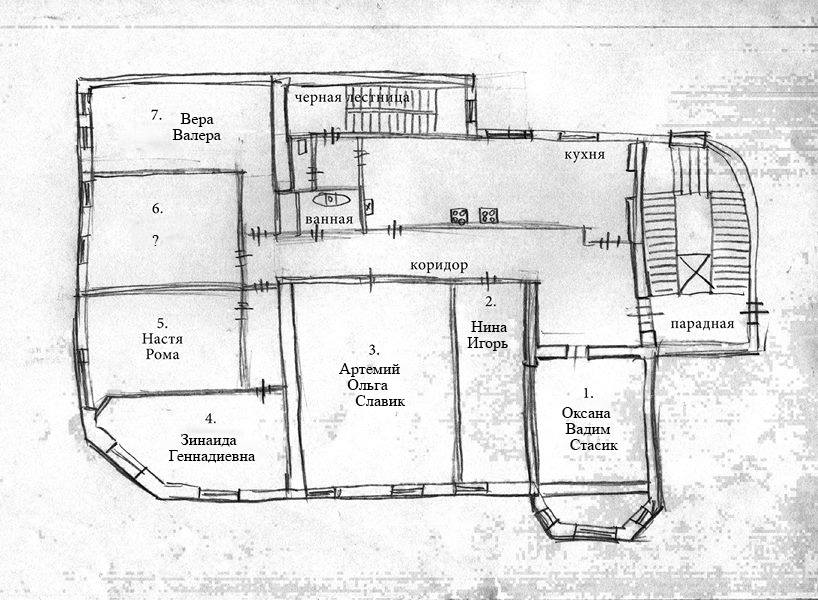 черная лестница
7. Вера
Валера
кухня
6.
?
ванная
коридор
парадная
5.
Настя
Рома
3.
Артемий
Ольга
Славик
2.
Нина
Игорь
1.
Оксана
Вадим
Стасик
4.
Зинаида
Геннадиевна